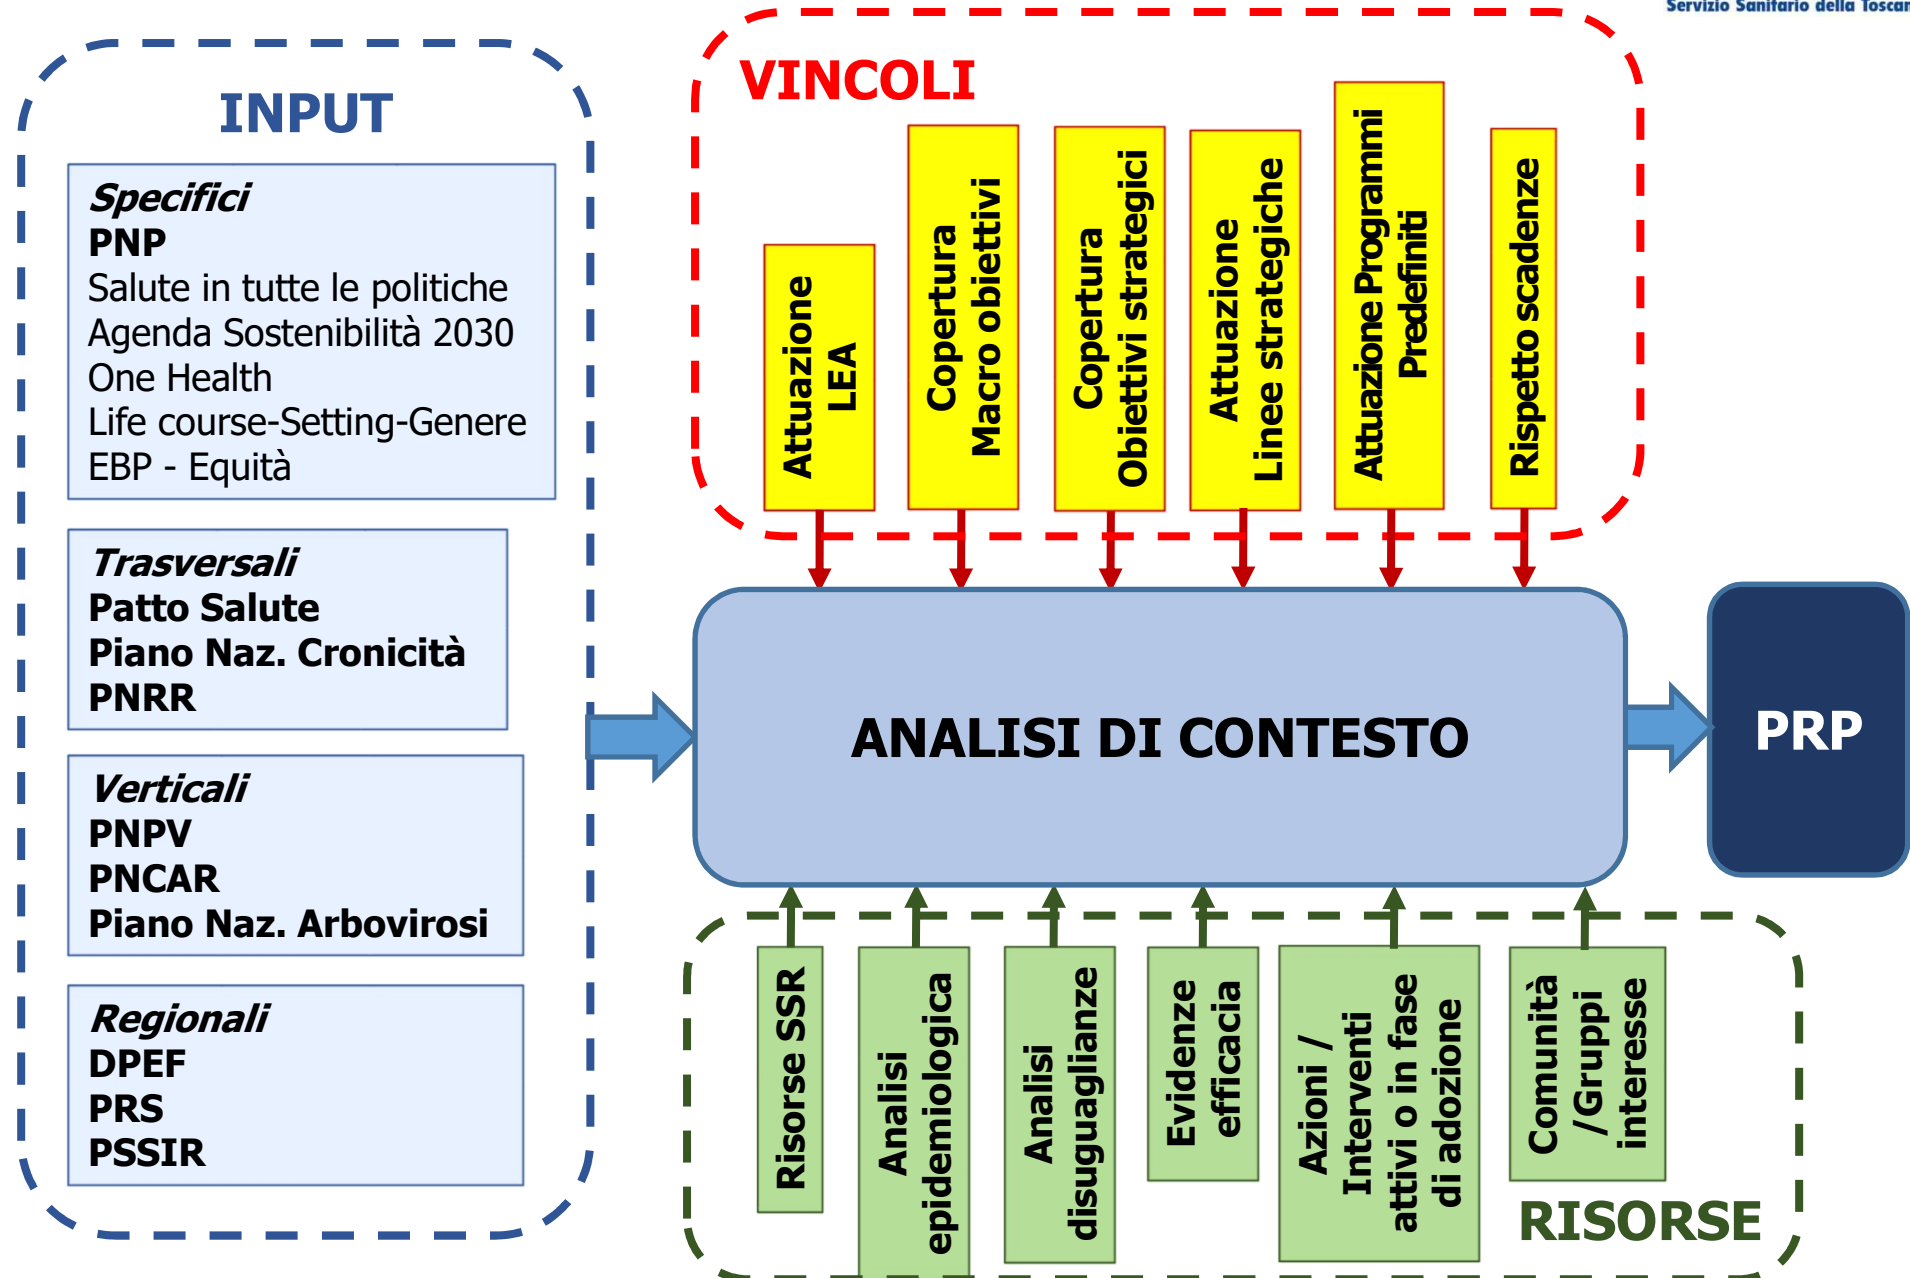 Servizio Sanitario della
INPUT
Specifici
PNP
Salute in tutte le politiche
Agenda Sostenibilità 2030
One Health
Life course-Setting-Genere
EBP - Equità
Trasversali
Patto Salute
Piano Naz. Cronicità
PNRR
Verticali
PNPV
PNCAR
Piano Naz. Arbovirosi
Regionali
DPEF
PRS
PSSIR
VINCOLI
Attuazione
LEA
Copertura
Macro obiettivi
Copertura
Obiettivi strategici
Attuazione
Linee strategiche
Attuazione Programmi
Predefiniti
Rispetto scadenze
ANALISI DI CONTESTO
PRP
Risorse SSR
Analisi
epidemiologica
Analisi
disuguaglianze
Evidenze
efficacia
Azioni /
Interventi
attivi o in fase
di adozione
Comunità
/Gruppi
interesse
RISORSE